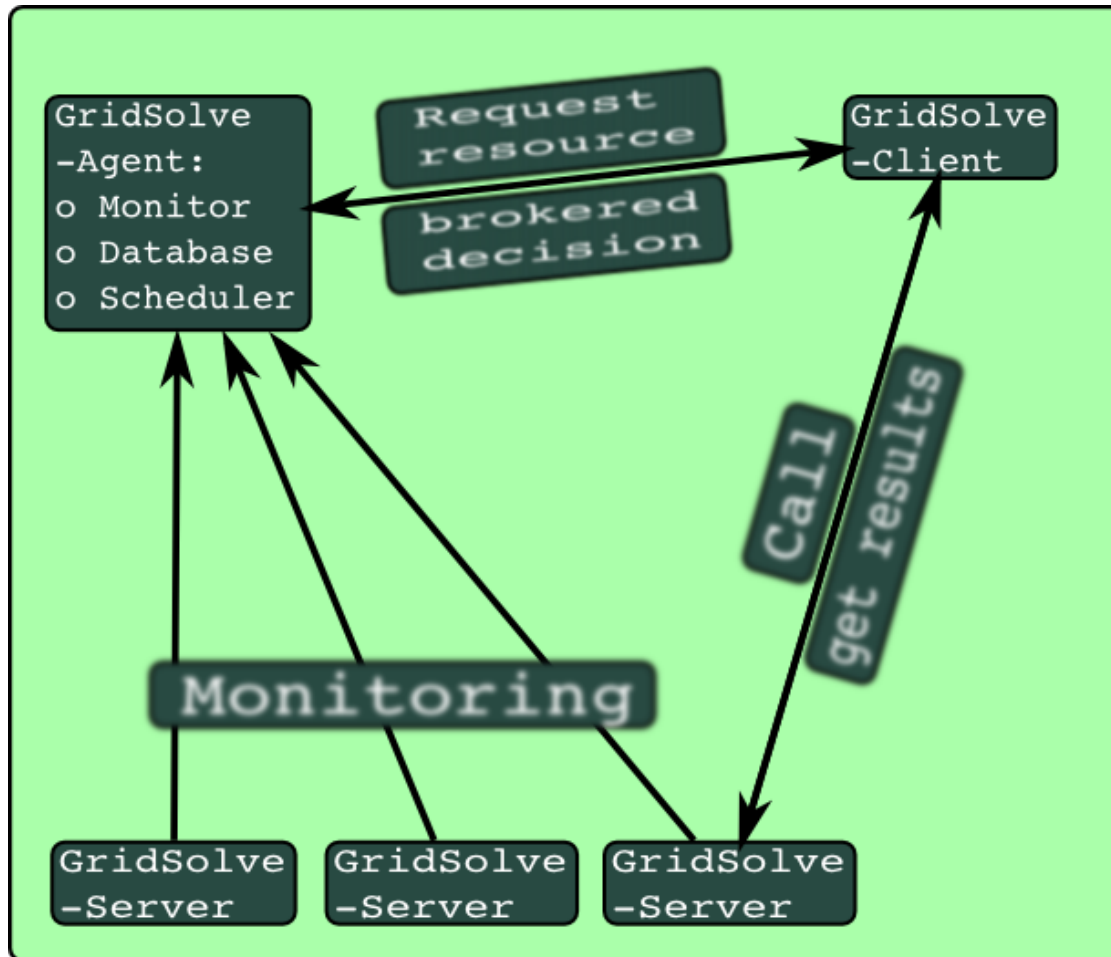 GridSolve
-Agent:
o Monitor
o Database
o Scheduler
Request
resource
brokered
decision
GridSolve
-Client
Call
get results
Monitoring
GridSolve
-Server
GridSolve
-Server
GridSolve
-Server